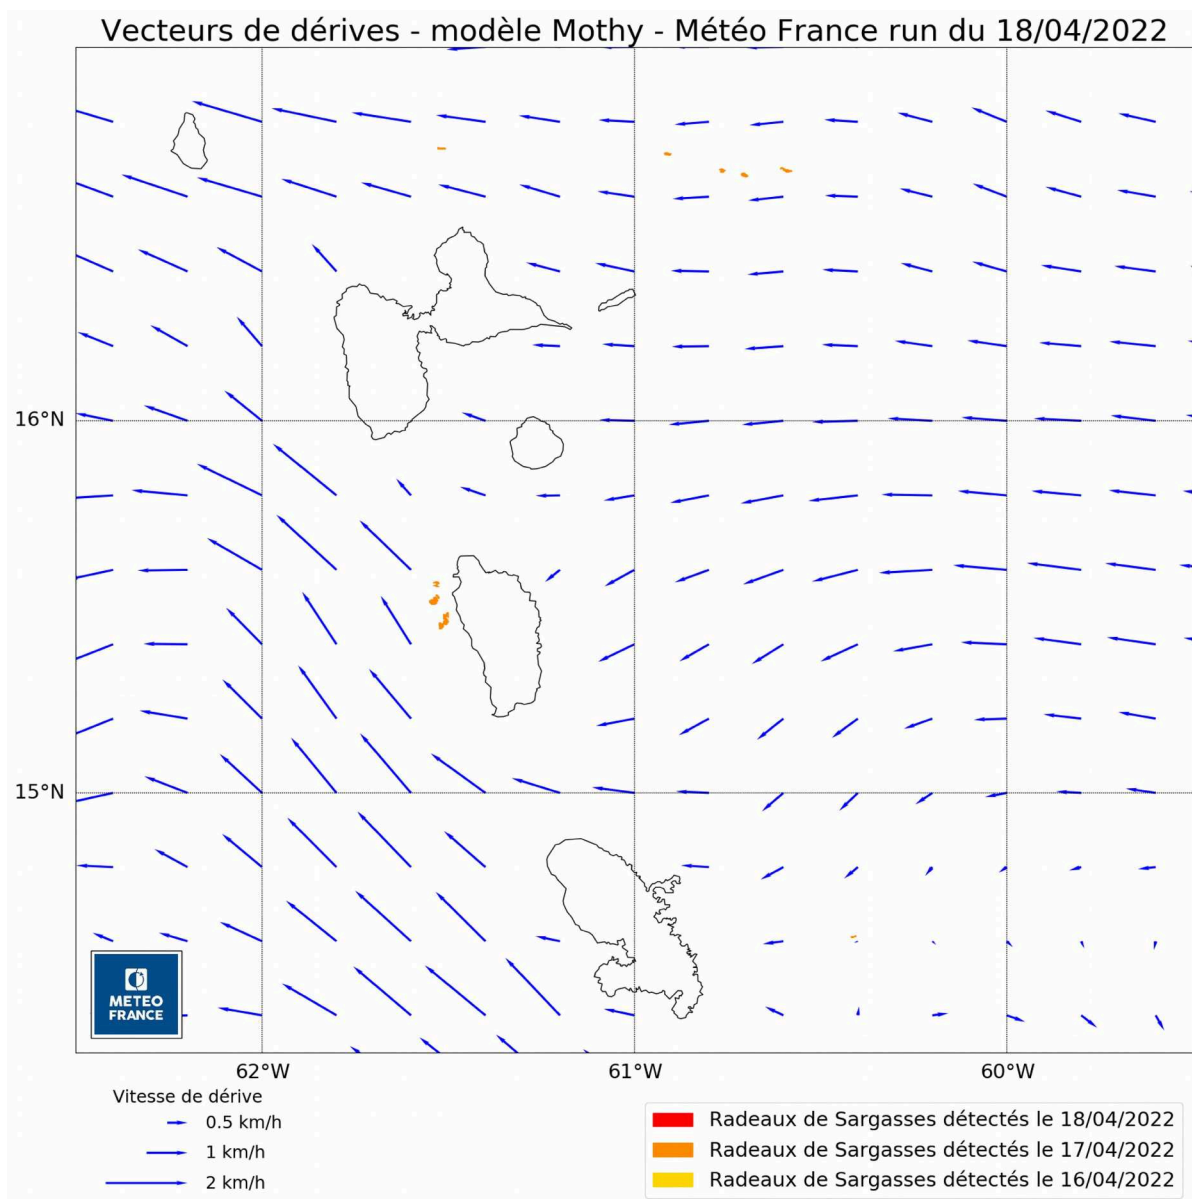 Vecteurs de dérives - modèle Mothy - Météo France run du 18/04/2022
16°N
15°N
METEO
FRANCE
62°W
61°W
60°W
Vitesse de dérive
0.5 km/h
1 km/h
2 km/h
Radeaux de Sargasses détectés le 18/04/2022
Radeaux de Sargasses détectés le 17/04/2022
Radeaux de Sargasses détectés le 16/04/2022